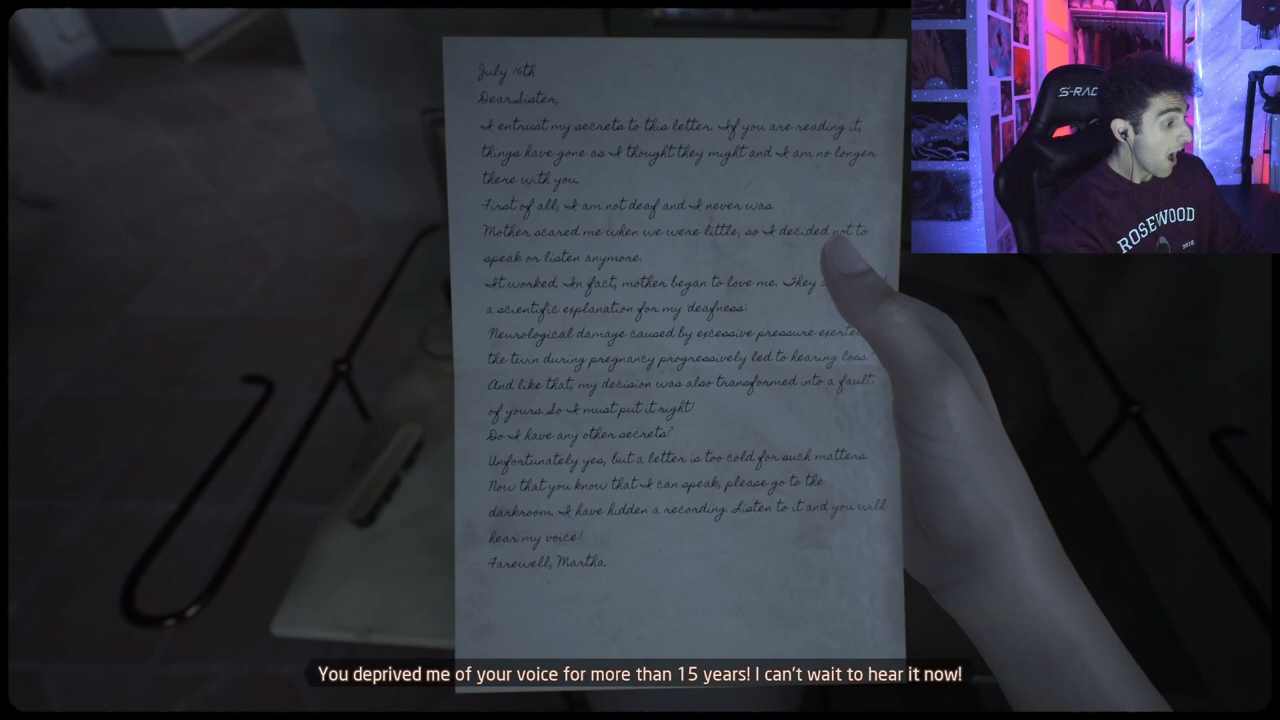 July 16th
Dear Sister,
I entrust my secrets to this letter. If you are reading it,
things have gone as I thought they might and I am no longer
there with you.
First of all, I am not deaf and I never was.
Mother scared me when we were little, so I decided not to
speak or listen anymore.
It worked. In fact, mother began to love me. They
a scientific explanation for my 'deafness':
"Neurological damage caused by excessive pressure
the twin during pregnancy progressively led to hearing loss."
And like that, my decision was also transformed into a fault
of yours. So I must put it right!
Do I have any other secrets?
Unfortunately yes, but a letter is too cold for such matters.
Now that you know that I can speak, please go to the
darkroom. I have hidden a recording. Listen to it and you will
hear my voice!
Farewell, Martha.
You deprived me of your voice for more than 15 years! I can't wait to hear it now!
S-RAC
ROSEWOOD